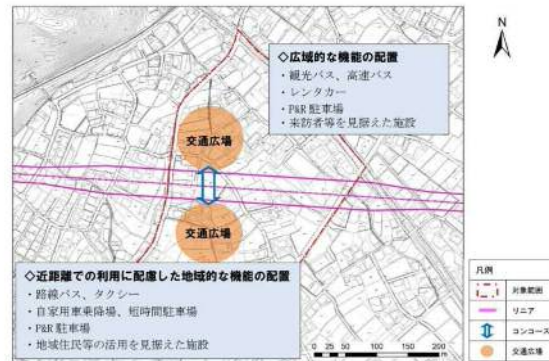 N
◇広域的な機能の配置
・観光バス、高速バス
・レンタカー
・P&R 駐車場
・来訪者等を見据えた施設
交通広場
交通広場
◇近距離での利用に配慮した地域的な機能の配置
・路線バス、タクシー
・自家用車乗降場、短時間駐車場
・P&R 駐車場
・地域住民等の活用を見据えた施設
0 25 50 100 150 200
m
凡例
対象範囲
リニア
コンコース
交通広場